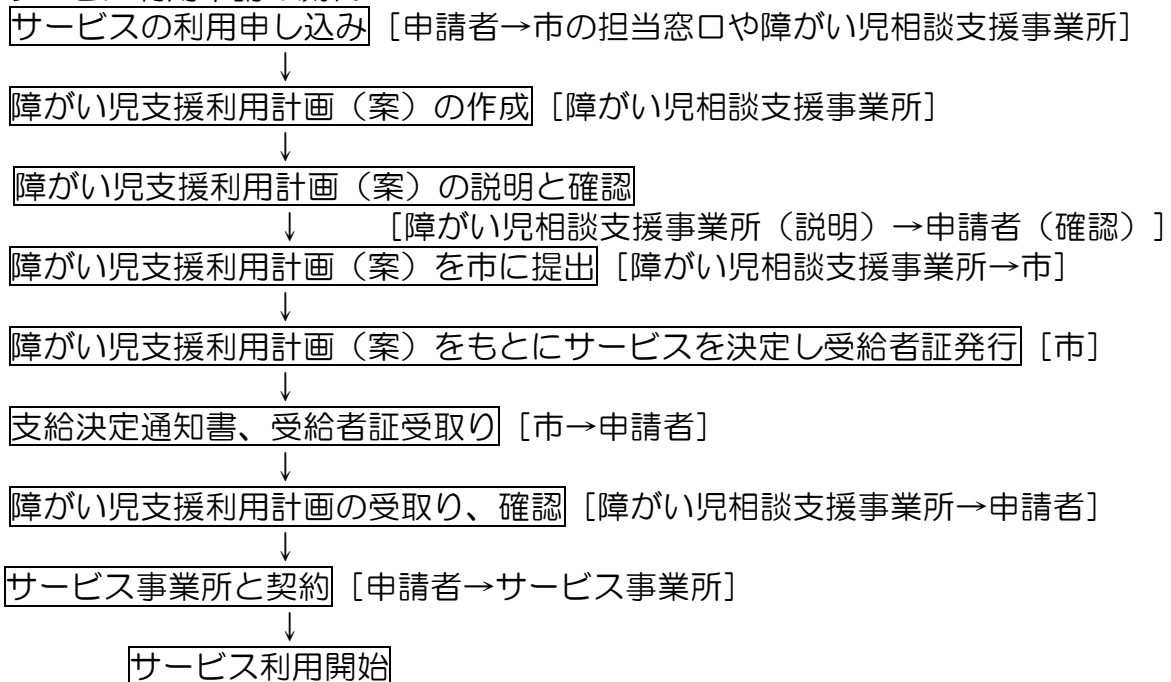 サービスの利用申し込み［申請者→市の担当窓口や障がい児相談支援事業所］
↓
障がい児支援利用計画（案）の作成［障がい児相談支援事業所］
↓
障がい児支援利用計画（案）の説明と確認
↓ ［障がい児相談支援事業所（説明）→申請者（確認）］
障がい児支援利用計画（案）を市に提出［障がい児相談支援事業所→市］
↓
障がい児支援利用計画（案）をもとにサービスを決定し受給者証発行［市］
↓
支給決定通知書、受給者証受取り［市→申請者］
↓
障がい児支援利用計画の受取り、確認［障がい児相談支援事業所→申請者］
↓
サービス事業所と契約［申請者→サービス事業所］
↓
サービス利用開始